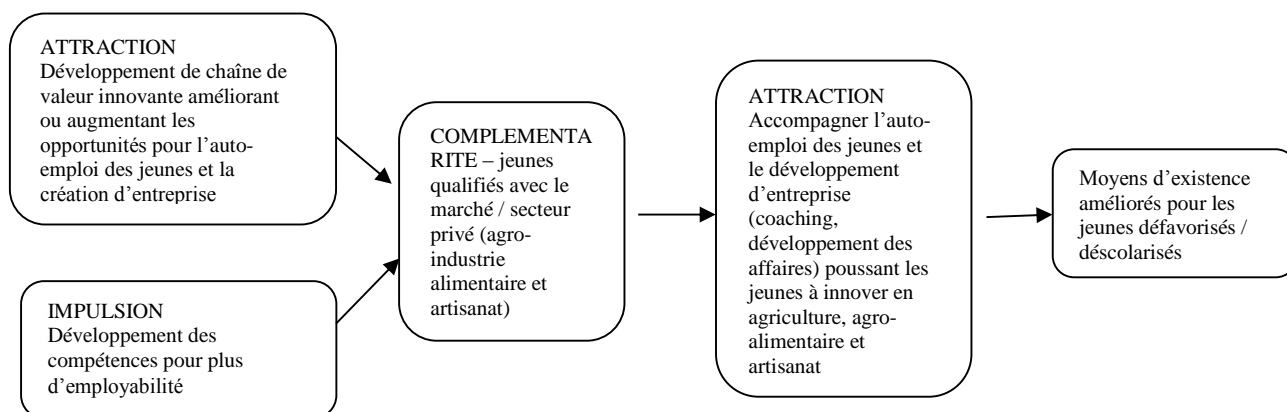 ATTRACTION
Développement de chaîne de
valeur innovante améliorant
ou augmentant les
opportunités pour l'auto-
emploi des jeunes et la
création d'entreprise
IMPULSION
Développement des
compétences pour plus
d'employabilité
COMPLEMENTA
RITE – jeunes
qualifiés avec le
marché / secteur
privé (agro-
industrie
alimentaire et
artisanat)
ATTRACTION
Accompagner l'auto-
emploi des jeunes et
le développement
d'entreprise
(coaching,
développement des
affaires) poussant les
jeunes à innover en
agriculture, agro-
alimentaire et
artisanat
Moyens d'existence
améliorés pour les
jeunes défavorisés /
déscolarisés